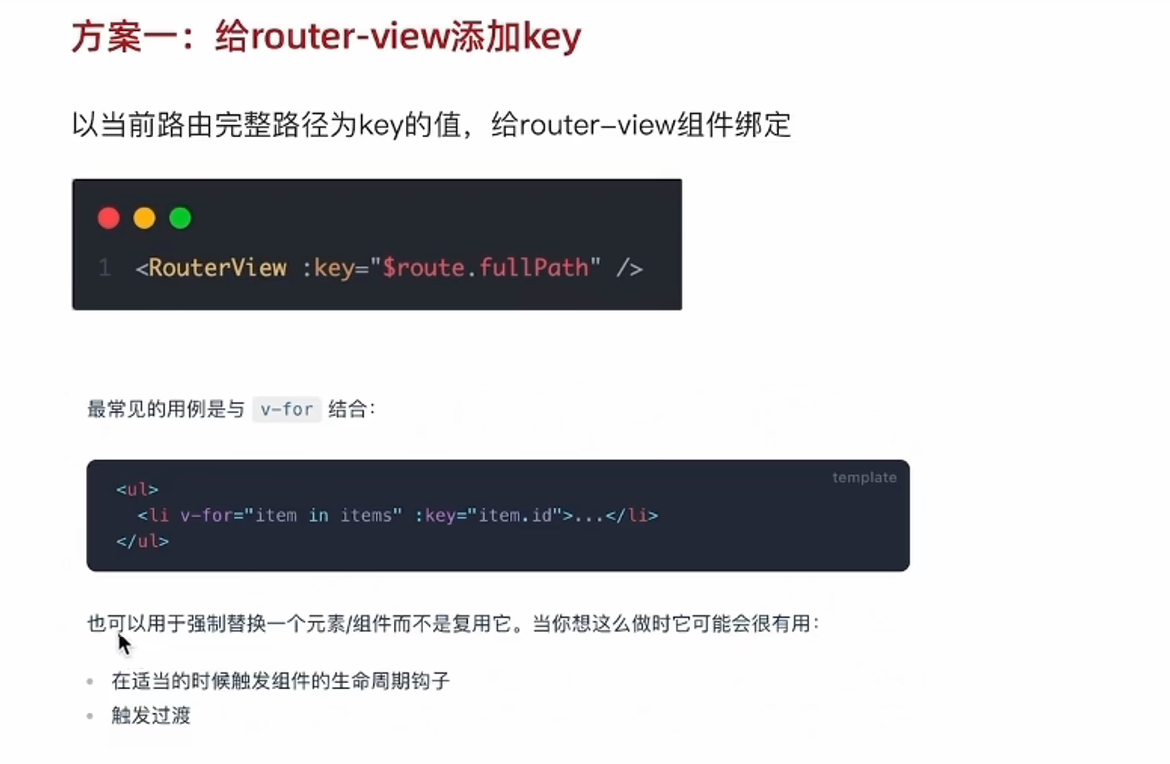 方案一：给router-view添加key
以当前路由完整路径为key的值，给router-view组件绑定
1 <RouterView :key="$route.fullPath" />
最常见的用例是与 v-for 结合：
template
<ul>
  <li v-for="item in items" :key="item.id">...</li>
</ul>
也可以用于强制替换一个元素/组件而不是复用它。当你想这么做时它可能会很有用：
• 在适当的时候触发组件的生命周期钩子
• 触发过渡